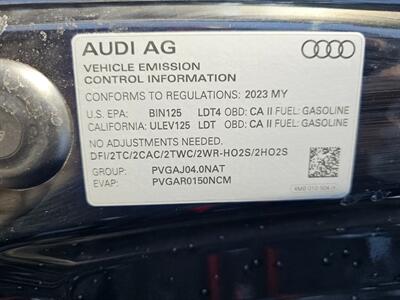 AUDI AG
VEHICLE EMISSION
CONTROL INFORMATION
CONFORMS TO REGULATIONS: 2023 MY
U.S. EPA: BIN125 LDT4 OBD: CA II FUEL: GASOLINE
CALIFORNIA: ULEV125 LDT OBD: CA II FUEL: GASOLINE
NO ADJUSTMENTS NEEDED.
DFI/2TC/2CAC/2TWC/2WR-HO2S/2HO2S
GROUP: PVGAJ04.0NAT
EVAP: PVGAR0150NCM